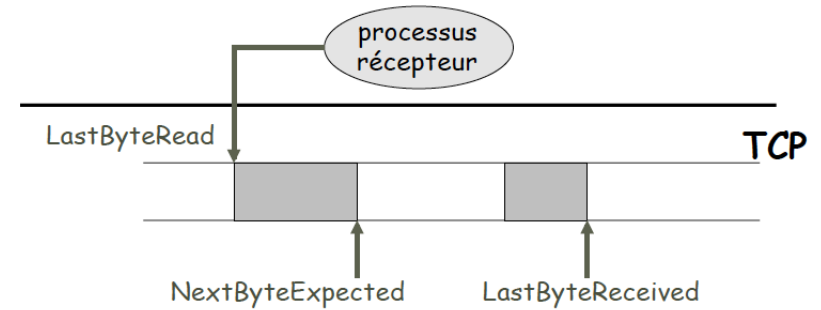 processus
récepteur
LastByteRead
TCP
NextByteExpected
LastByteReceived